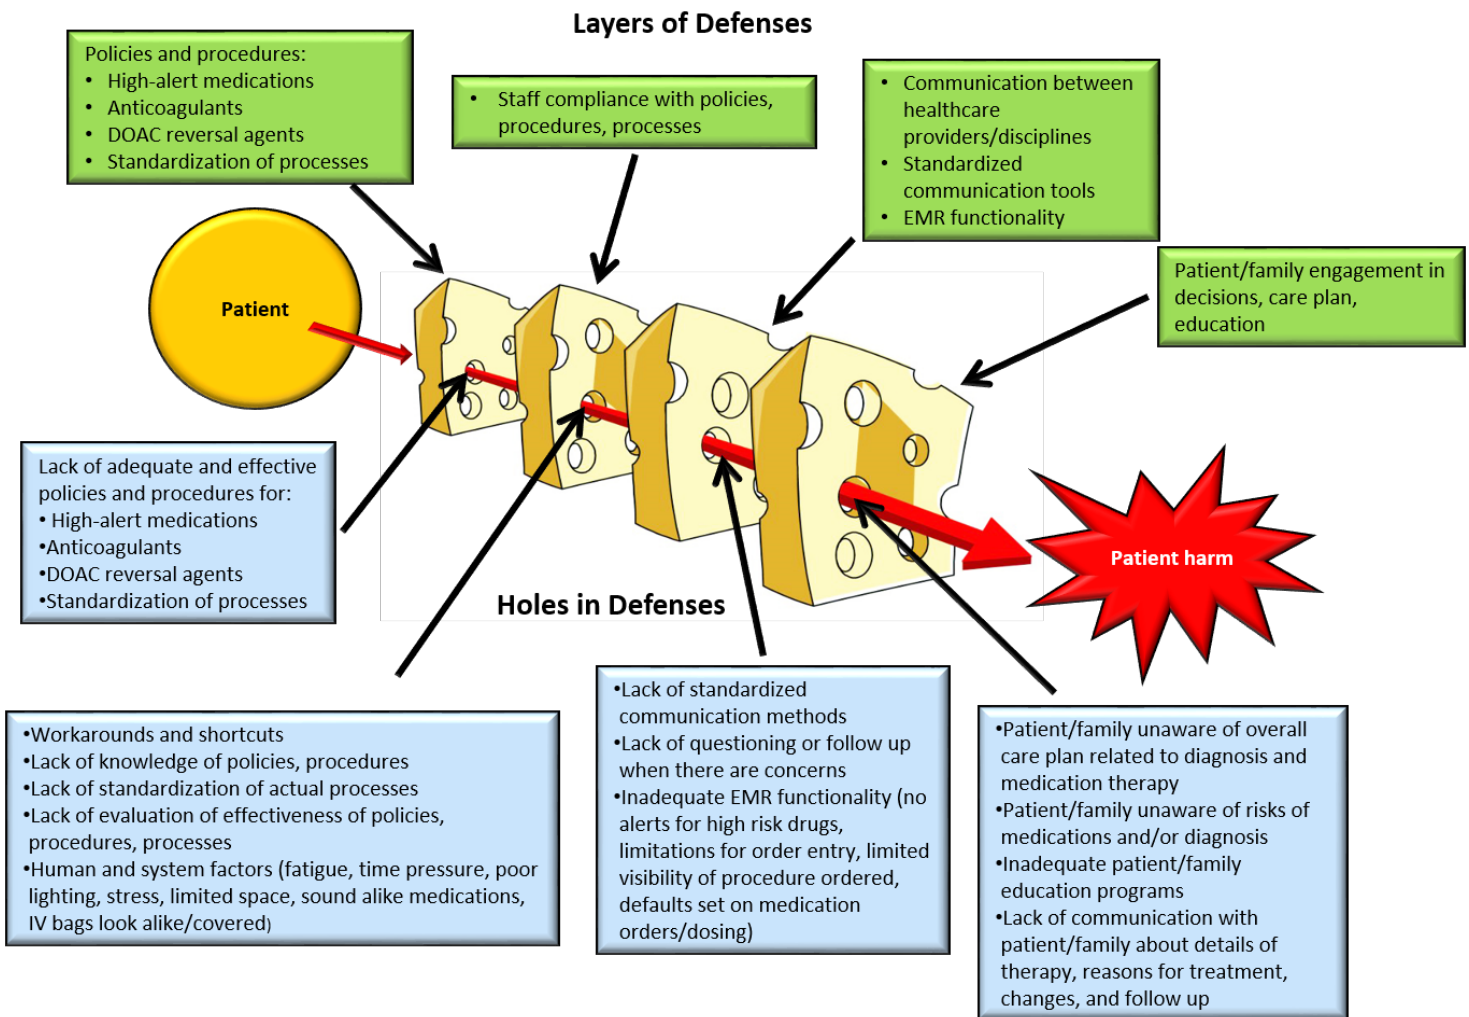 Layers of Defenses
Policies and procedures:
• High-alert medications
• Anticoagulants
• DOAC reversal agents
• Standardization of processes
• Staff compliance with policies,
procedures, processes
• Communication between
healthcare
providers/disciplines
• Standardized
communication tools
• EMR functionality
Patient/family engagement in
decisions, care plan,
education
Patient
Lack of adequate and effective
policies and procedures for:
• High-alert medications
•Anticoagulants
•DOAC reversal agents
•Standardization of processes
Patient harm
Holes in Defenses
•Workarounds and shortcuts
•Lack of knowledge of policies, procedures
•Lack of standardization of actual processes
•Lack of evaluation of effectiveness of policies,
procedures, processes
•Human and system factors (fatigue, time pressure, poor
lighting, stress, limited space, sound alike medications,
IV bags look alike/covered)
•Lack of standardized
communication methods
•Lack of questioning or follow up
when there are concerns
•Inadequate EMR functionality (no
alerts for high risk drugs,
limitations for order entry, limited
visibility of procedure ordered,
defaults set on medication
orders/dosing)
•Patient/family unaware of overall
care plan related to diagnosis and
medication therapy
•Patient/family unaware of risks of
medications and/or diagnosis
•Inadequate patient/family
education programs
•Lack of communication with
patient/family about details of
therapy, reasons for treatment,
changes, and follow up